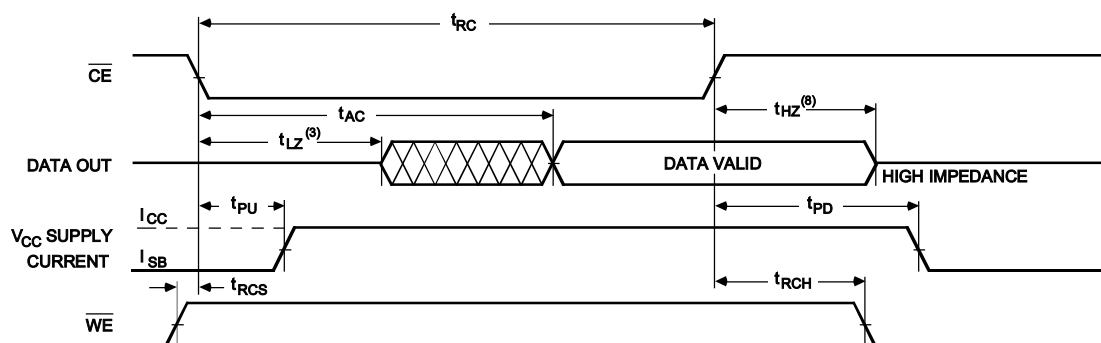 tRC
CE
tAC
tHZ(8)
tLZ(3)
DATA OUT
DATA VALID
HIGH IMPEDANCE
tPU
tPD
ICC
VCC SUPPLY
CURRENT
ISB
tRCS
tRCH
WE